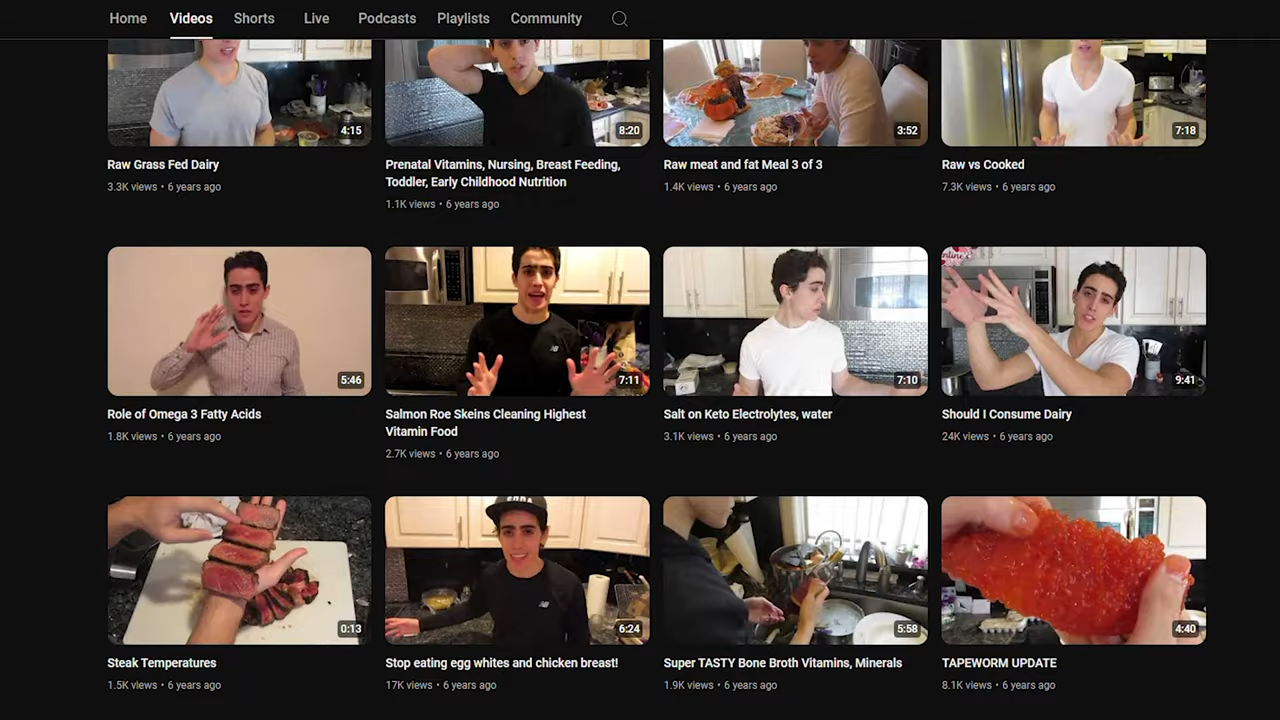 Home Videos Shorts Live Podcasts Playlists Community
4:15 8:20 3:52 7:18
Raw Grass Fed Dairy
3.3K views • 6 years ago
Prenatal Vitamins, Nursing, Breast Feeding,
Toddler, Early Childhood Nutrition
1.1K views • 6 years ago
Raw meat and fat Meal 3 of 3
1.4K views • 6 years ago
Raw vs Cooked
7.3K views • 6 years ago
5:46 7:11 7:10 9:41
Role of Omega 3 Fatty Acids
1.8K views • 6 years ago
Salmon Roe Skeins Cleaning Highest
Vitamin Food
2.7K views • 6 years ago
Salt on Keto Electrolytes, water
3.1K views • 6 years ago
Should I Consume Dairy
24K views • 6 years ago
0:13 6:24 5:58 4:40
Steak Temperatures
1.5K views • 6 years ago
Stop eating egg whites and chicken breast!
17K views • 6 years ago
Super TASTY Bone Broth Vitamins, Minerals
1.9K views • 6 years ago
TAPEWORM UPDATE
8.1K views • 6 years ago